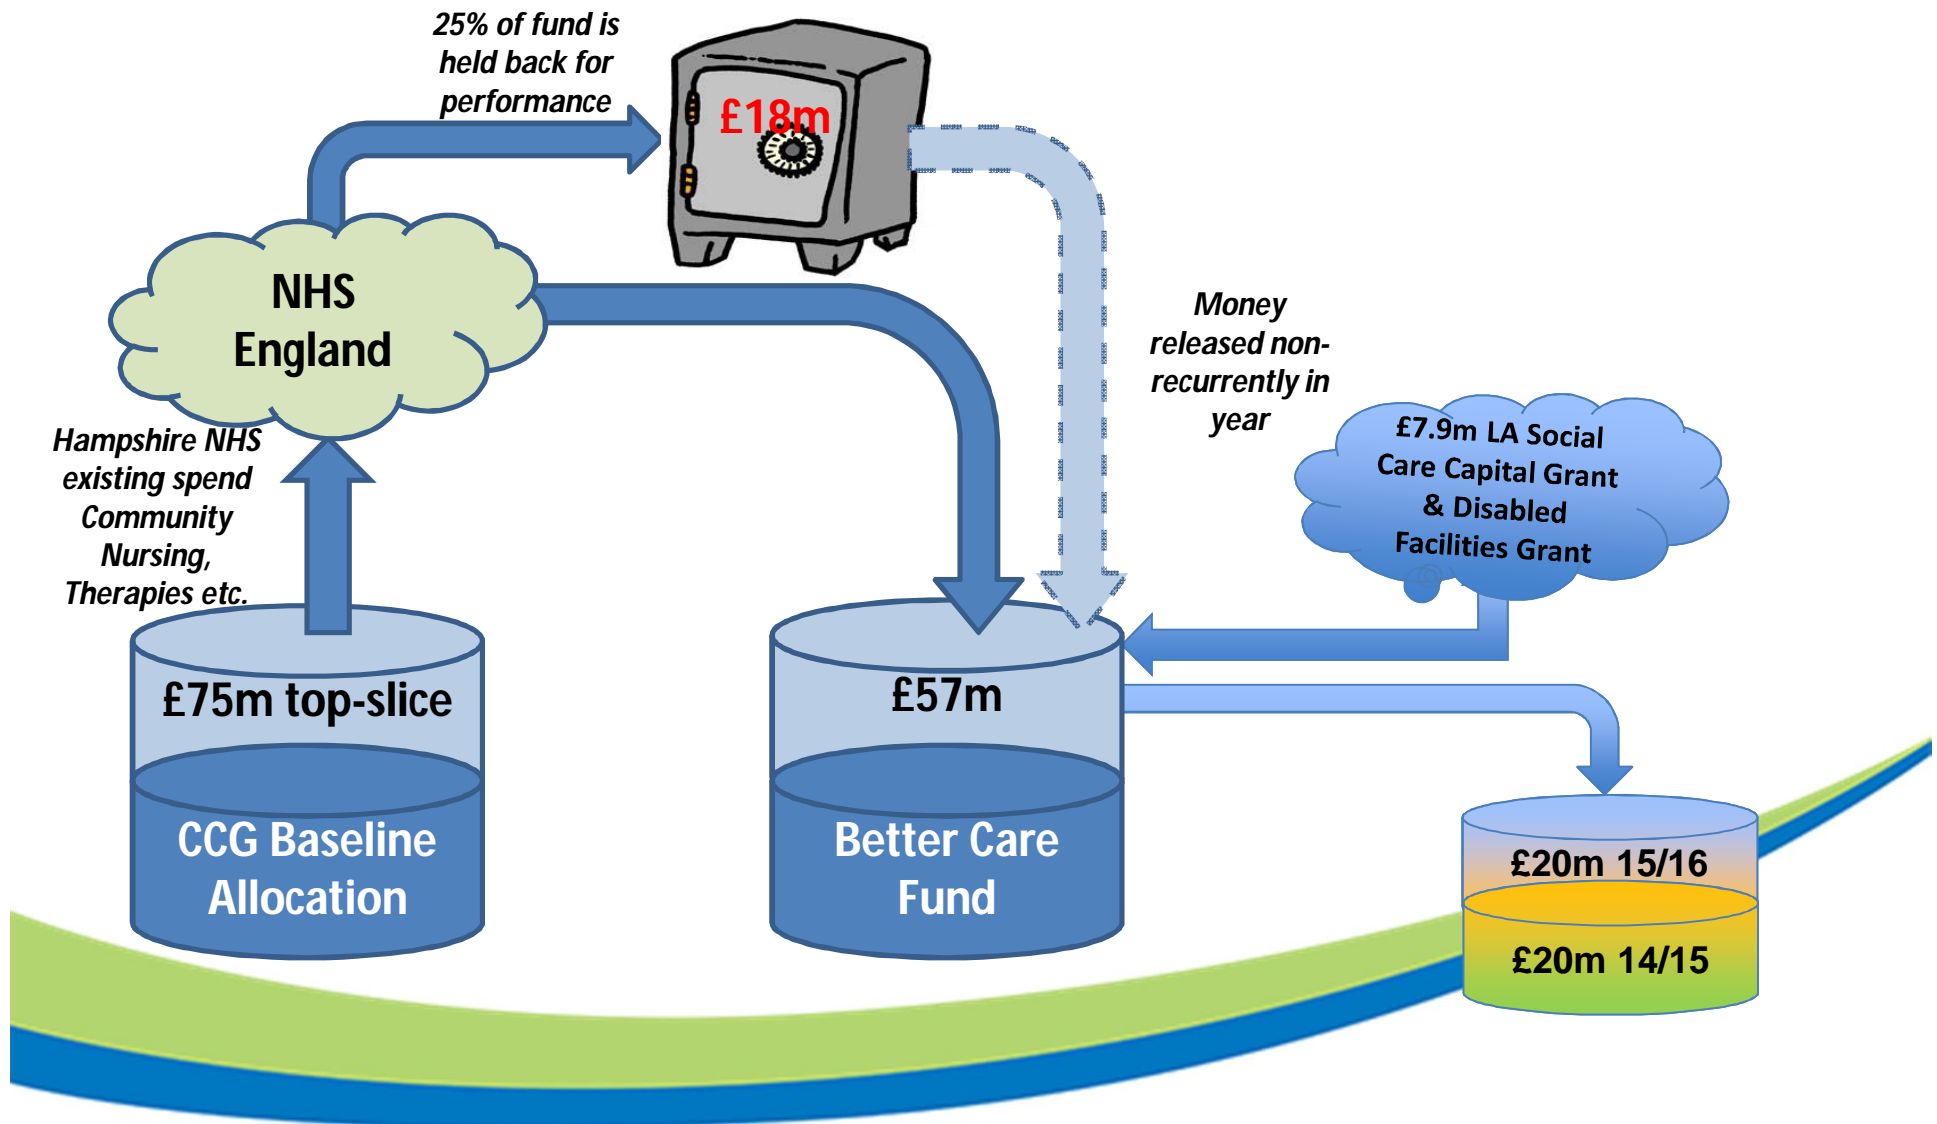 25% of fund is
held back for
performance
£18m
NHS
England
Money
released non-
recurrently in
year
£7.9m LA Social
Care Capital Grant
& Disabled
Facilities Grant
Hampshire NHS
existing spend
Community
Nursing,
Therapies etc.
£75m top-slice
CCG Baseline
Allocation
£57m
Better Care
Fund
£20m 15/16
£20m 14/15